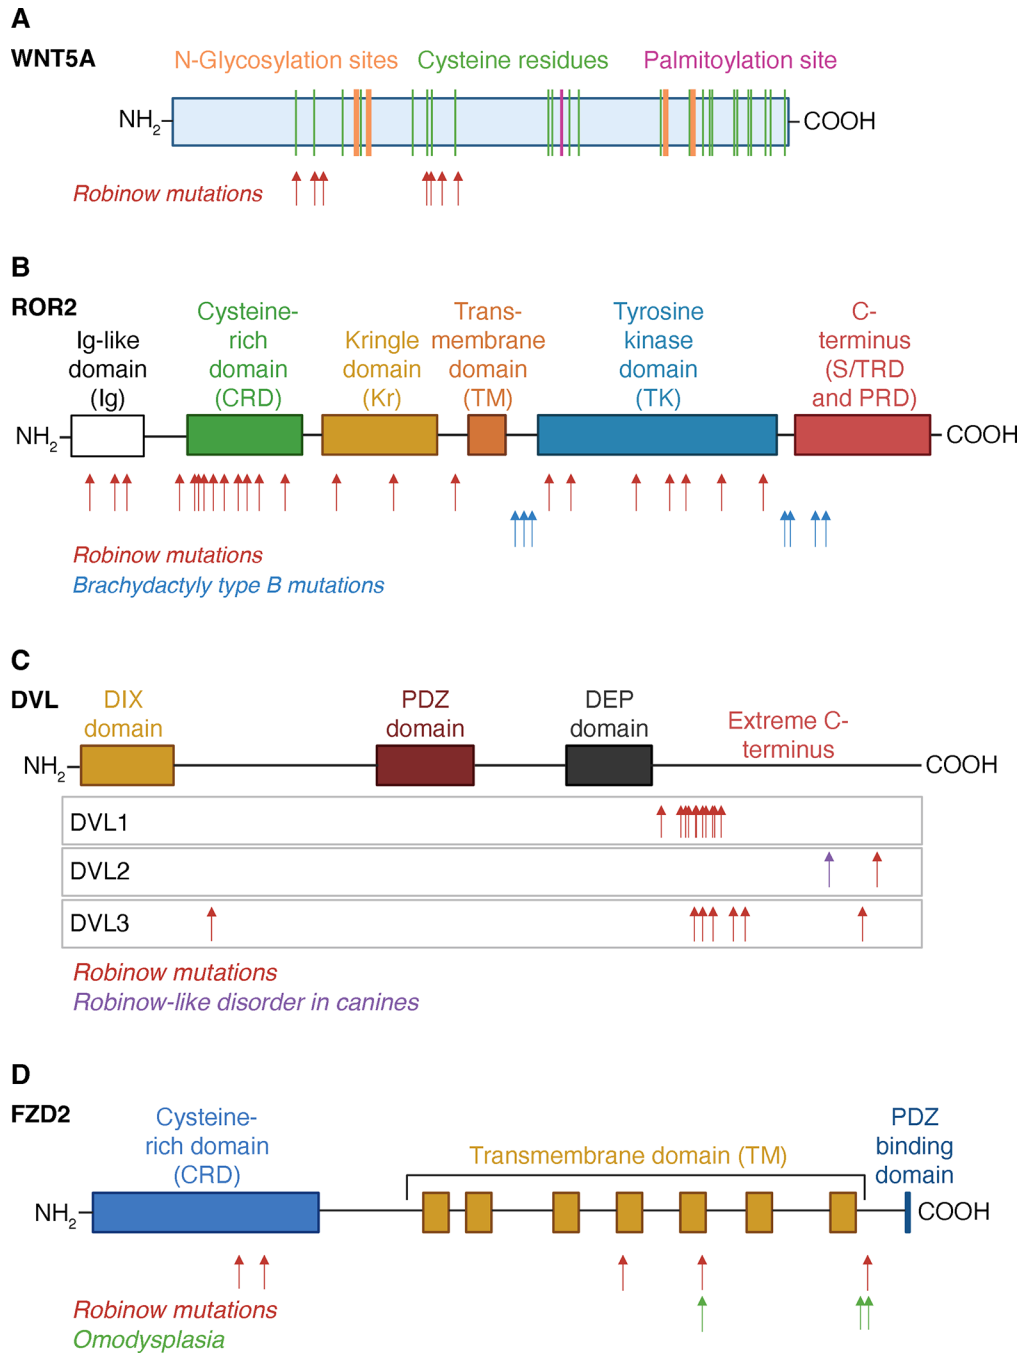 A
WNT5A
N-Glycosylation sites Cysteine residues Palmitoylation site
NH2 COOH
Robinow mutations
B
ROR2
Ig-like
domain
(Ig)
Cysteine-
rich
domain
(CRD)
Kringle
domain
(Kr)
Trans-
membrane
domain
(TM)
Tyrosine
kinase
domain
(TK)
C-
terminus
(S/TRD
and PRD)
NH2 COOH
Robinow mutations
Brachydactyly type B mutations
C
DVL
DIX
domain
PDZ
domain
DEP
domain
Extreme C-
terminus
NH2 COOH
DVL1
DVL2
DVL3
Robinow mutations
Robinow-like disorder in canines
D
FZD2
Cysteine-
rich domain
(CRD)
Transmembrane domain (TM)
PDZ
binding
domain
NH2 COOH
Robinow mutations
Omodysplasia